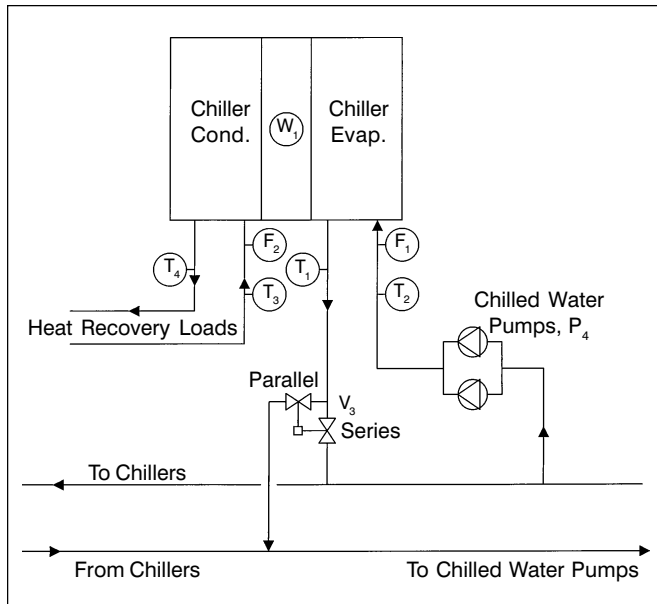 Chiller
Cond.
W₁
Chiller
Evap.
T₄
F₂
T₃
T₁
F₁
T₂
Heat Recovery Loads
Chilled Water
Pumps, P₄
Parallel
V₃
Series
To Chillers
From Chillers
To Chilled Water Pumps